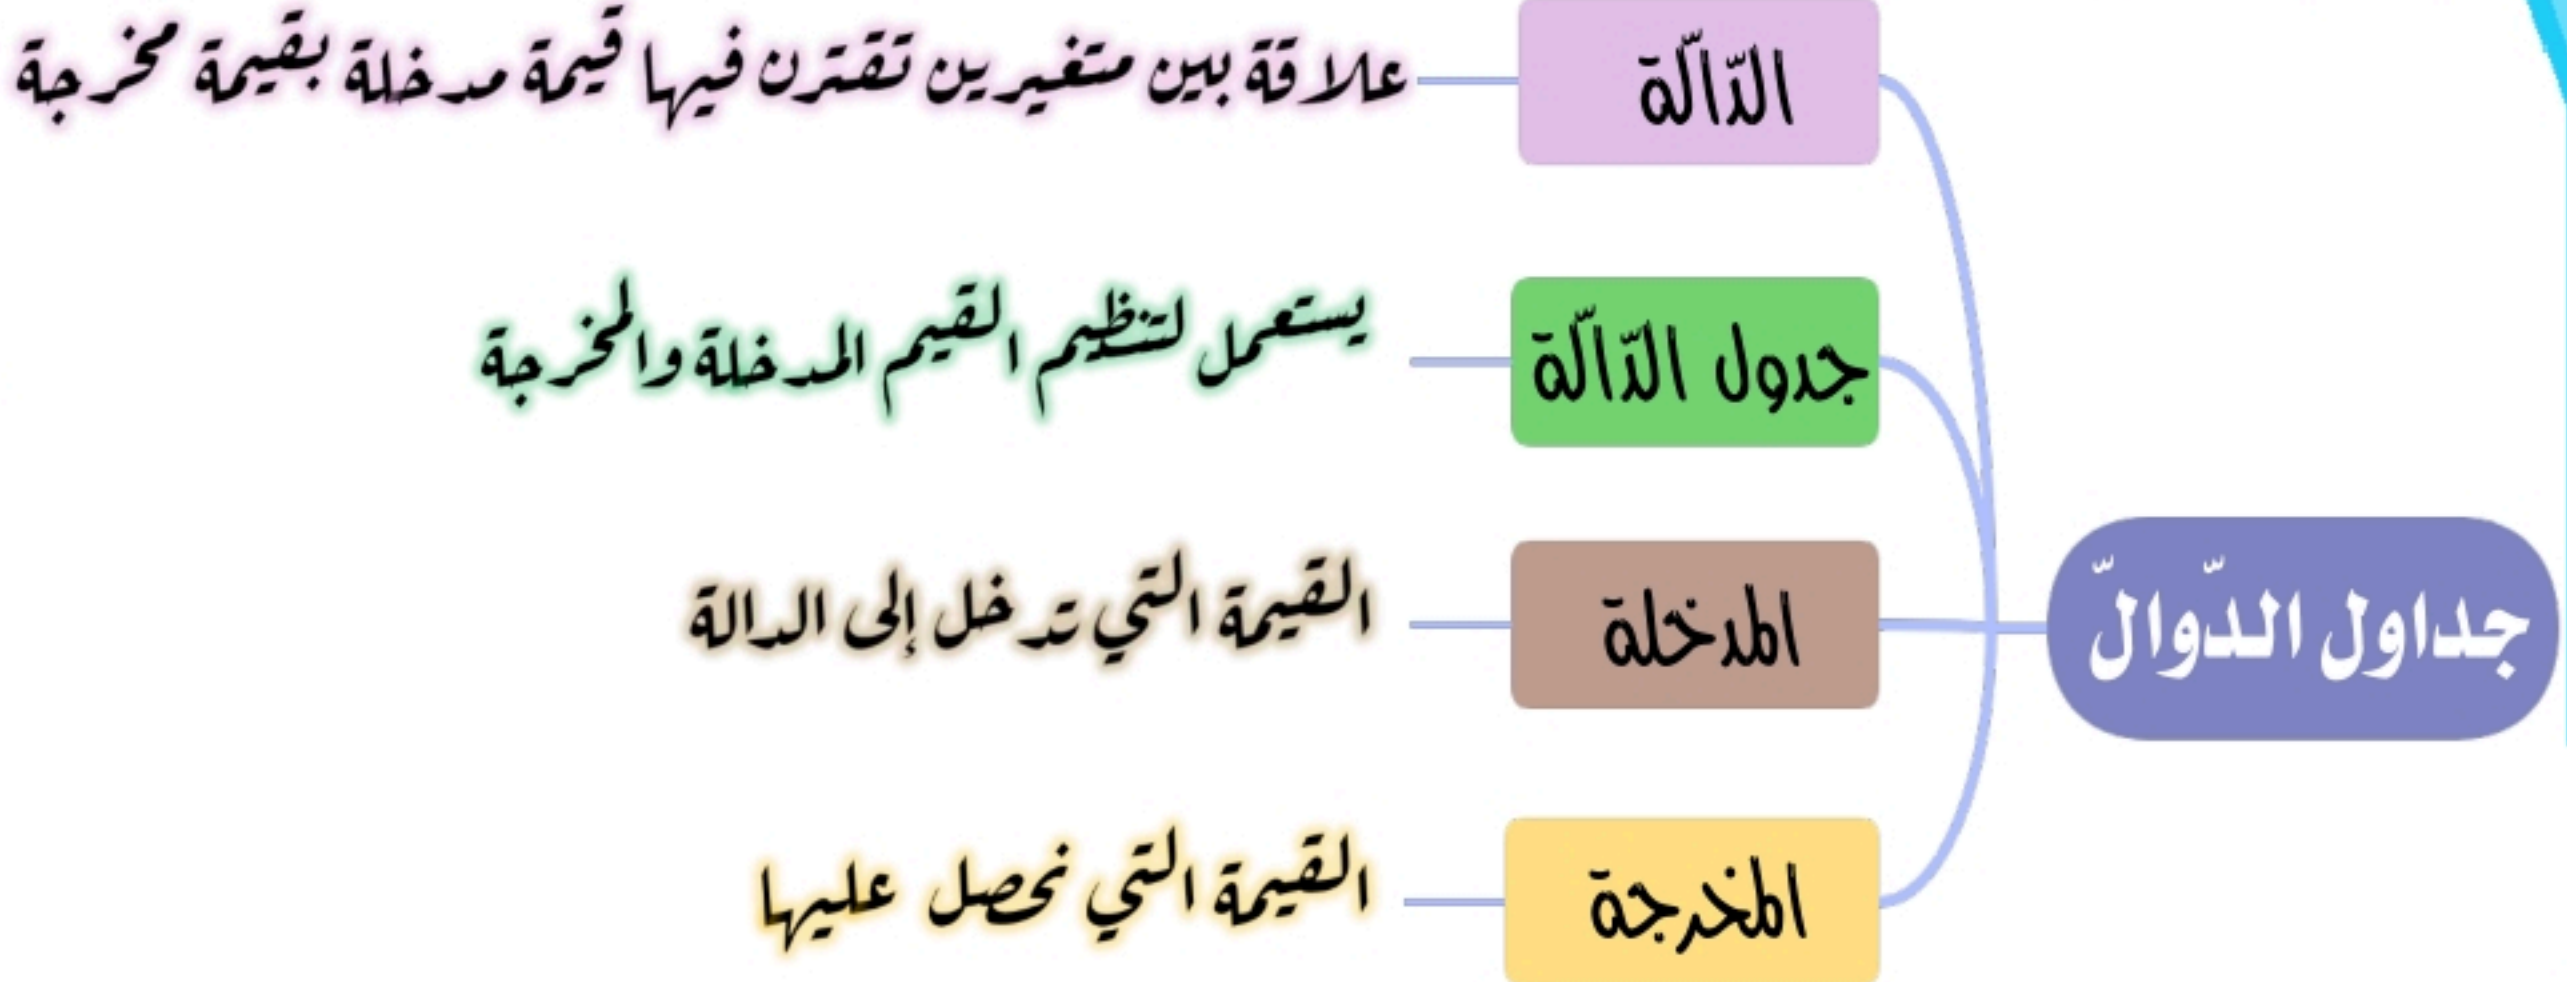 جداول الدّوالّ
الدّالّة
علاقة بين متغيرين تقترن فيها قيمة مدخلة بقيمة مخرجة
جدول الدّالّة
يستعمل لتنظيم القيم المدخلة والمخرجة
المدخلة
القيمة التي تدخل إلى الدالة
المخرجة
القيمة التي نحصل عليها